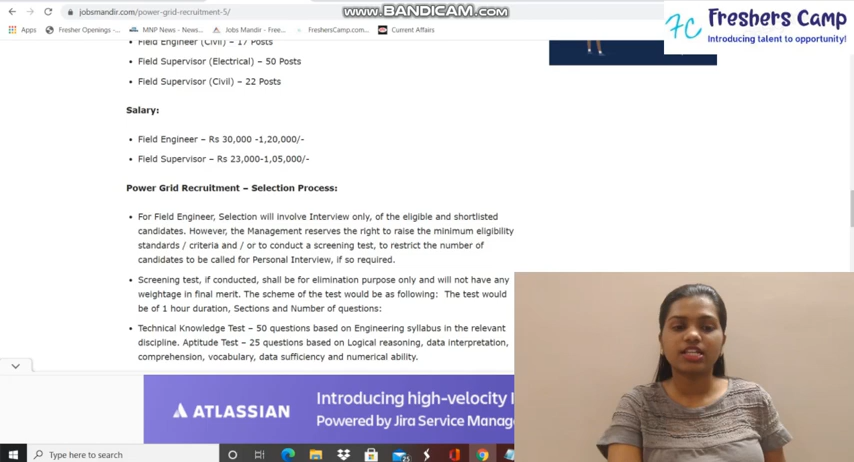 jobsmandir.com/power-grid-recruitment-5/
www.BANDICAM.com
Freshers Camp
Introducing talent to opportunity!
Apps
Fresher Openings -...
MNP News - News...
Jobs Mandir - Free...
FreshersCamp.com...
Current Affairs
Field Engineer (Civil) – 17 Posts
Field Supervisor (Electrical) – 50 Posts
Field Supervisor (Civil) – 22 Posts
Salary:
Field Engineer – Rs 30,000 -1,20,000/-
Field Supervisor – Rs 23,000-1,05,000/-
Power Grid Recruitment – Selection Process:
For Field Engineer, Selection will involve Interview only, of the eligible and shortlisted
candidates. However, the Management reserves the right to raise the minimum eligibility
standards / criteria and / or to conduct a screening test, to restrict the number of
candidates to be called for Personal Interview, if so required.
Screening test, if conducted, shall be for elimination purpose only and will not have any
weightage in final merit. The scheme of the test would be as following: The test would
be of 1 hour duration, Sections and Number of questions:
Technical Knowledge Test – 50 questions based on Engineering syllabus in the relevant
discipline. Aptitude Test – 25 questions based on Logical reasoning, data interpretation,
comprehension, vocabulary, data sufficiency and numerical ability.
ATLASSIAN
Introducing high-velocity I
Powered by Jira Service Manag
Type here to search
25